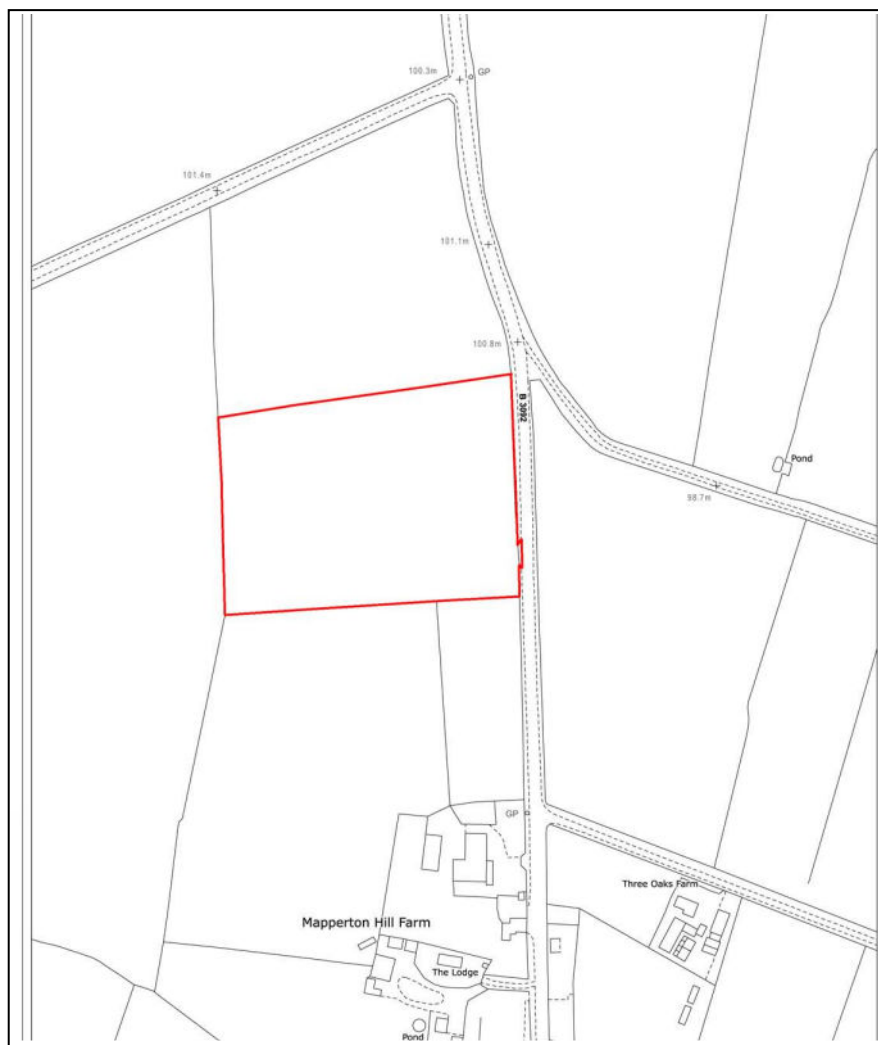 100.3m
GP
101.4m
101.1m
100.8m
B 3092
Pond
98.7m
GP
Three Oaks Farm
Mapperton Hill Farm
The Lodge
Pond